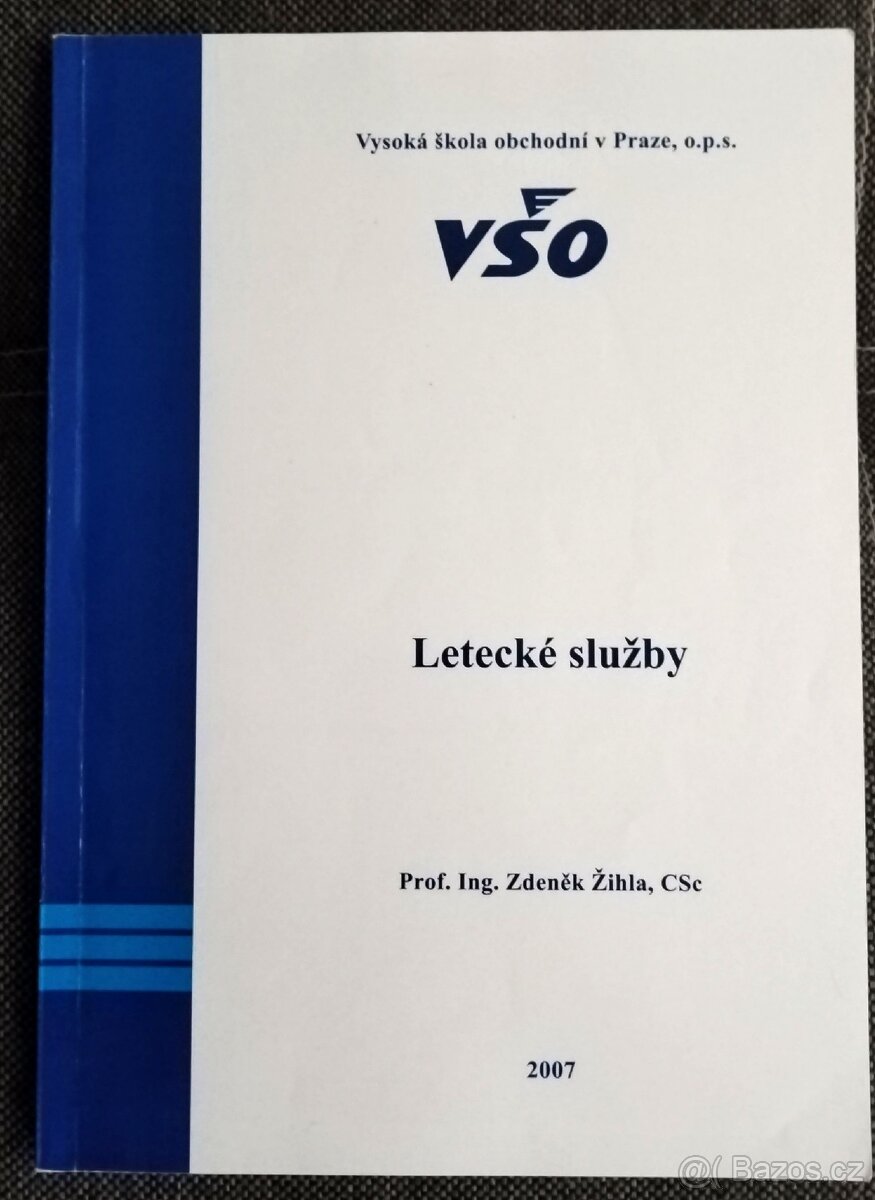 Vysoká škola obchodní v Praze, o.p.s.
VŠO
Letecké služby
Prof. Ing. Zdeněk Žihla, CSc
2007
@( Bazos.cz